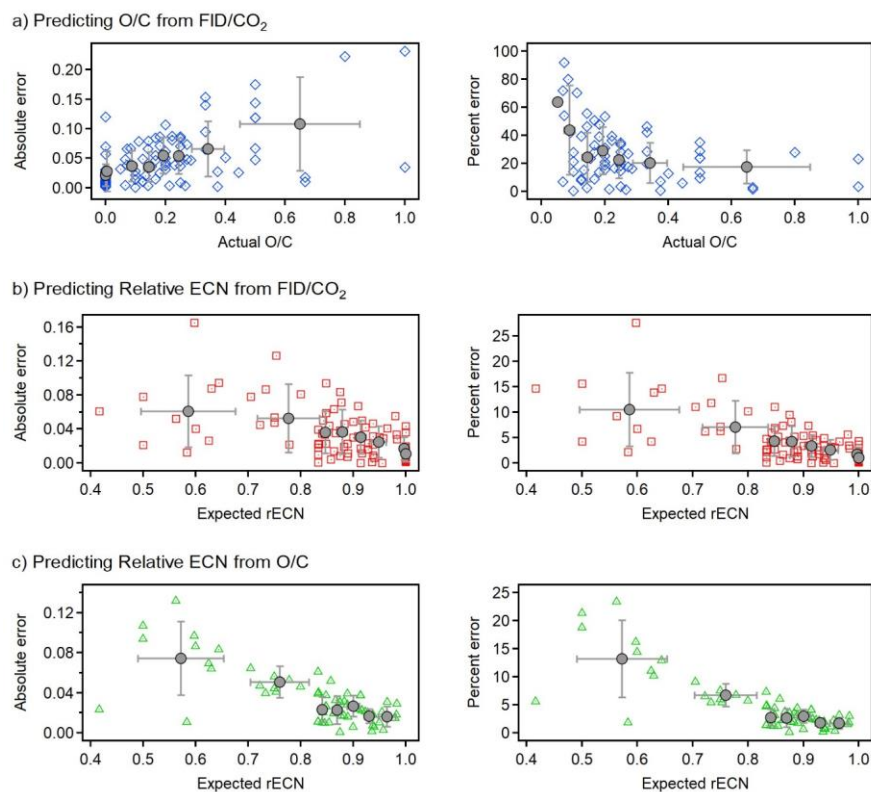 a) Predicting O/C from FID/CO₂
Absolute error
0.20
0.15
0.10
0.05
0.00
0.0 0.2 0.4 0.6 0.8 1.0
Actual O/C
Percent error
100
80
60
40
20
0
0.0 0.2 0.4 0.6 0.8 1.0
Actual O/C
b) Predicting Relative ECN from FID/CO₂
Absolute error
0.16
0.12
0.08
0.04
0.00
0.4 0.5 0.6 0.7 0.8 0.9 1.0
Expected rECN
Percent error
25
20
15
10
5
0
0.4 0.5 0.6 0.7 0.8 0.9 1.0
Expected rECN
c) Predicting Relative ECN from O/C
Absolute error
0.12
0.08
0.04
0.00
0.4 0.5 0.6 0.7 0.8 0.9 1.0
Expected rECN
Percent error
25
20
15
10
5
0
0.4 0.5 0.6 0.7 0.8 0.9 1.0
Expected rECN